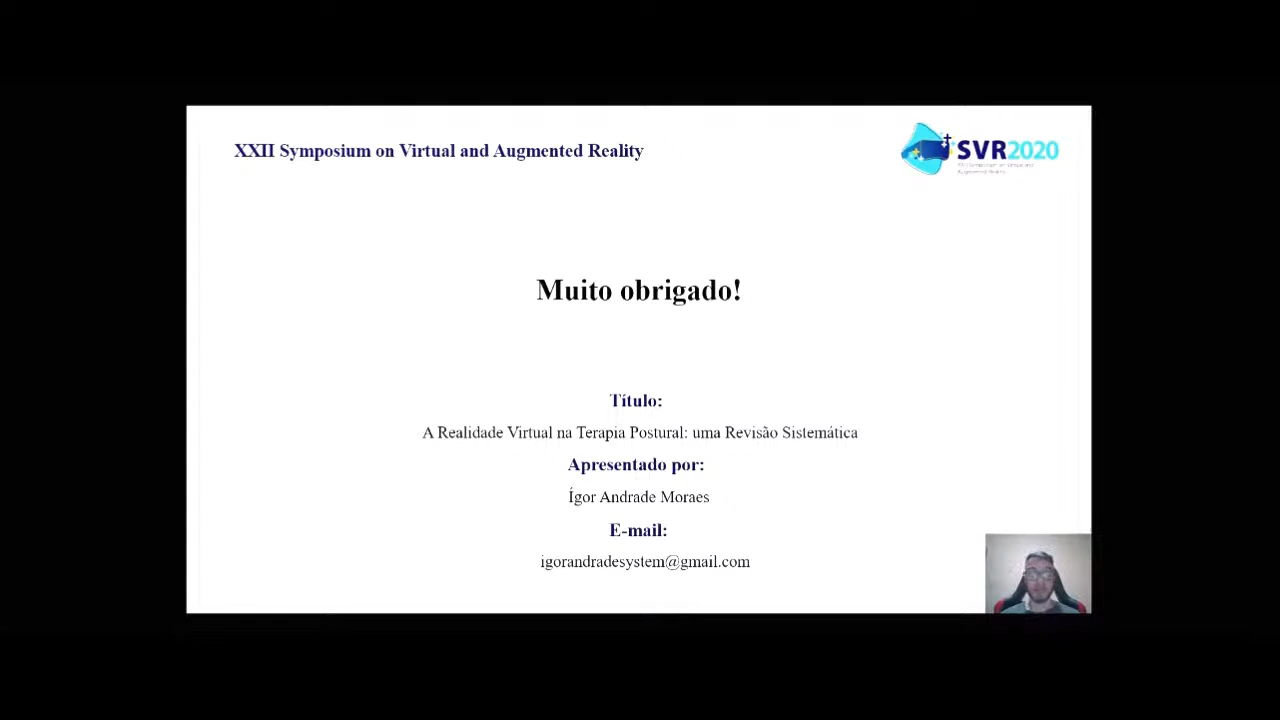 XXII Symposium on Virtual and Augmented Reality
SVR2020
Muito obrigado!
Título:
A Realidade Virtual na Terapia Postural: uma Revisão Sistemática
Apresentado por:
Ígor Andrade Moraes
E-mail:
igorandradesystem@gmail.com